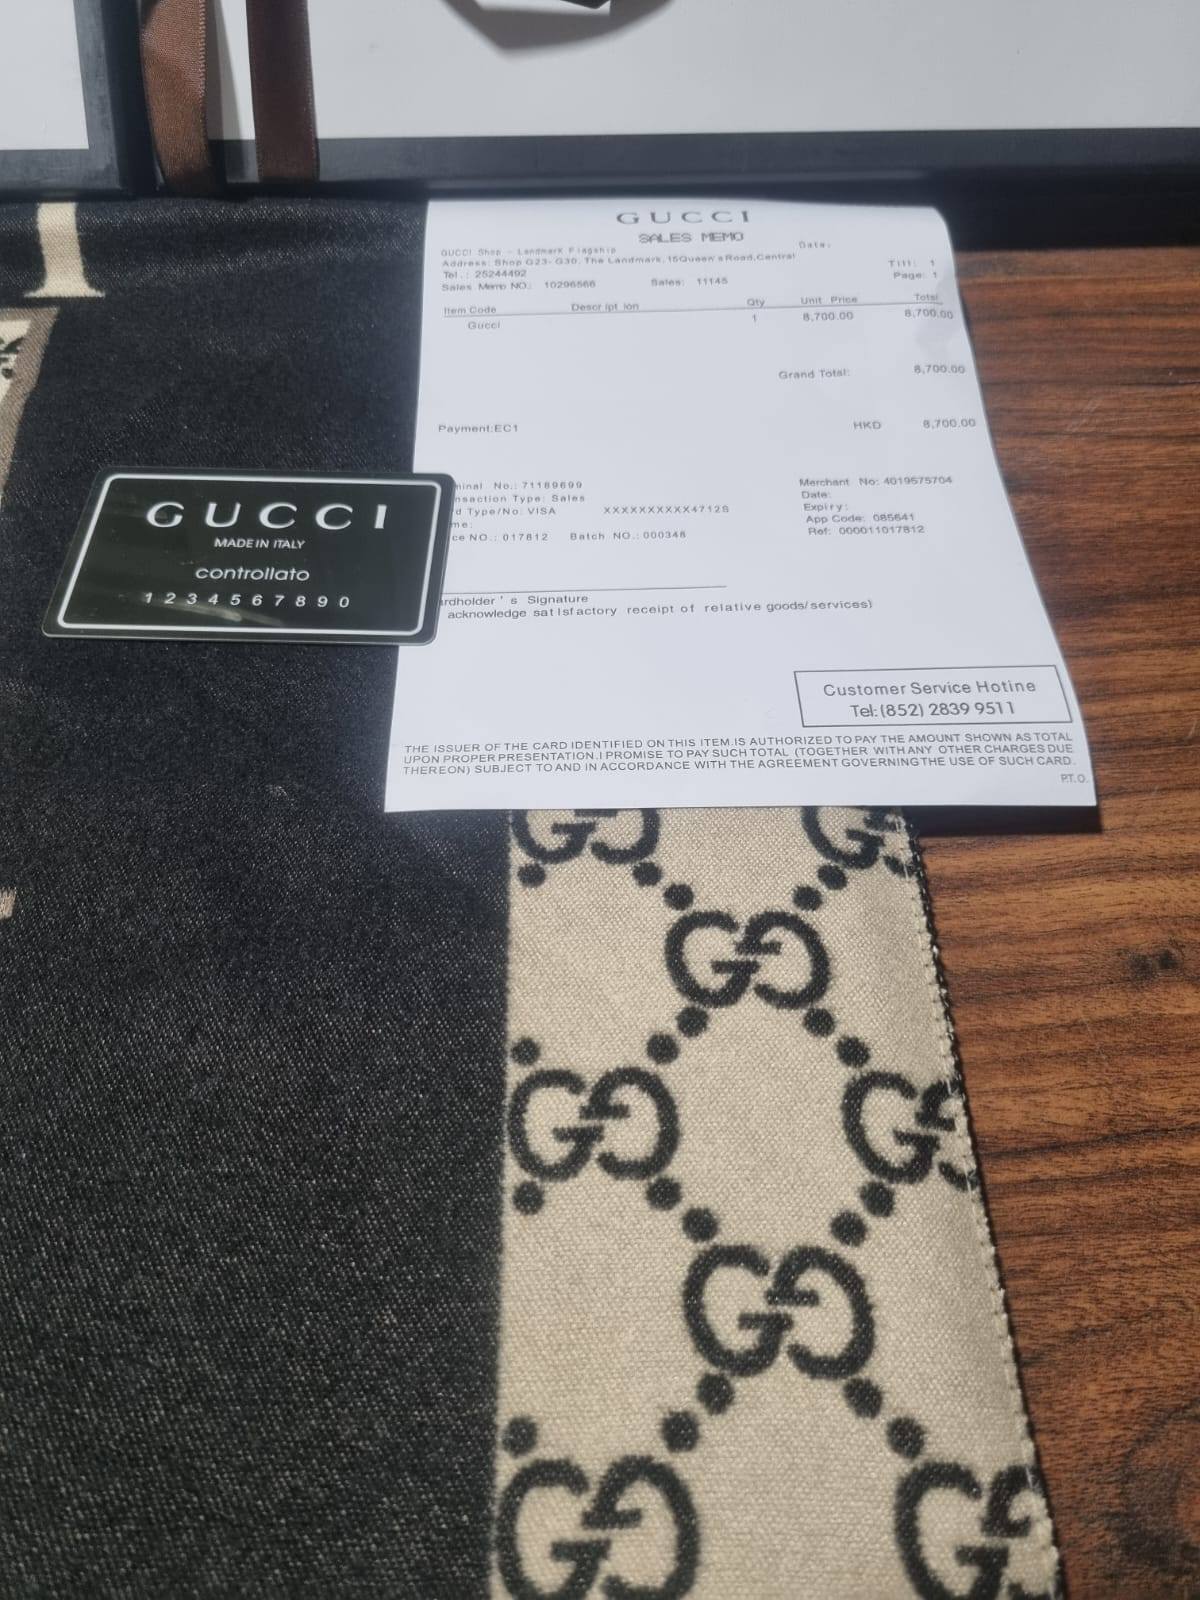 GUCCI
SALES MEMO
GUCCI Shop - Landmark Flagship
Date:
Address: Shop G23- G30, The Landmark, 15Queen's Road,Central
Tel.: 25244492
Till: 1
Page: 1
Sales Memo NO.: 10296566 Sales: 11145
Item Code Description Qty Unit Price Total
Gucci 1 8,700.00 8,700.00
Grand Total: 8,700.00
Payment:EC1 HKD 8,700.00
minal No.: 71189699
nsaction Type: Sales
d Type/No: VISA XXXXXXXXXX4712S
me:
ce NO.: 017812 Batch NO.:000348
Merchant No: 4019575704
Date:
Expiry:
App Code: 085641
Ref: 000011017812
rdholder's Signature
acknowledge satisfactory receipt of relative goods/services)
Customer Service Hotine
Tel:(852) 2839 9511
THE ISSUER OF THE CARD IDENTIFIED ON THIS ITEM.IS AUTHORIZED TO PAY THE AMOUNT SHOWN AS TOTAL
UPON PROPER PRESENTATION.I PROMISE TO PAY SUCH TOTAL (TOGETHER WITH ANY OTHER CHARGES DUE
THEREON) SUBJECT TO AND IN ACCORDANCE WITH THE AGREEMENT GOVERNING THE USE OF SUCH CARD.
P.T.O.
GUCCI
MADE IN ITALY
controllato
1 2 3 4 5 6 7 8 9 0